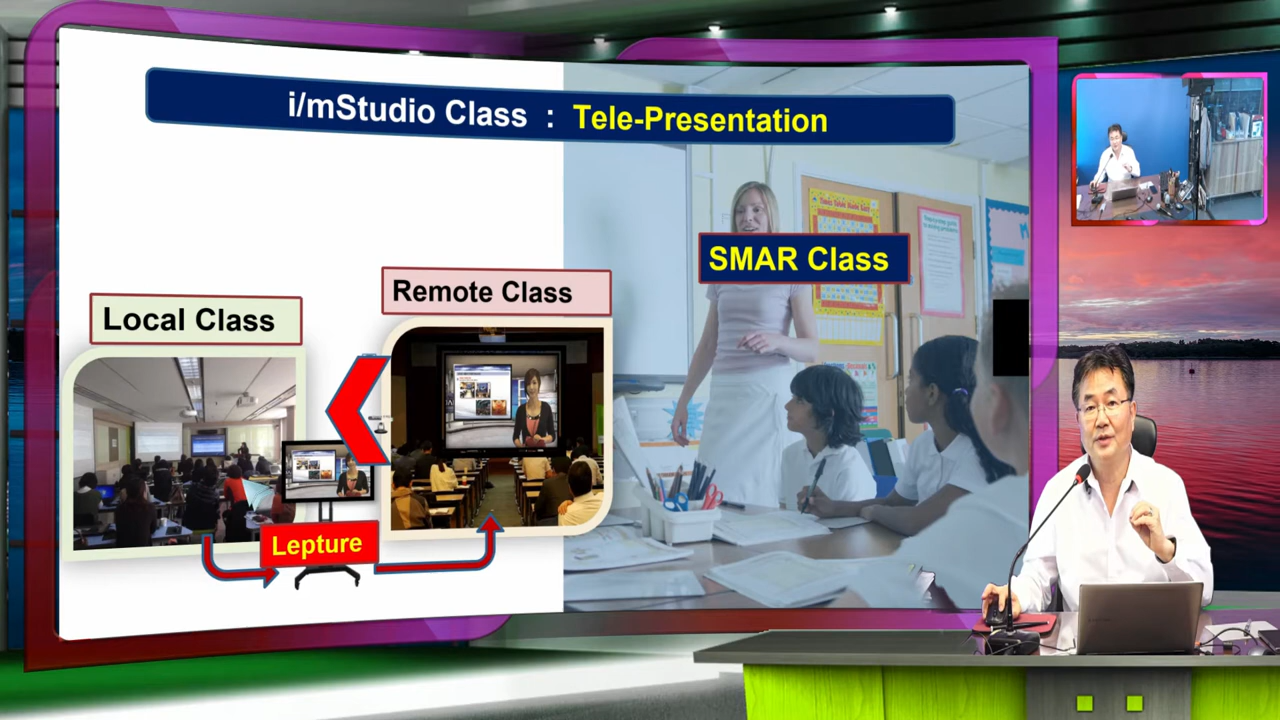 i/mStudio Class : Tele-Presentation
SMAR Class
Remote Class
Local Class
Lepture